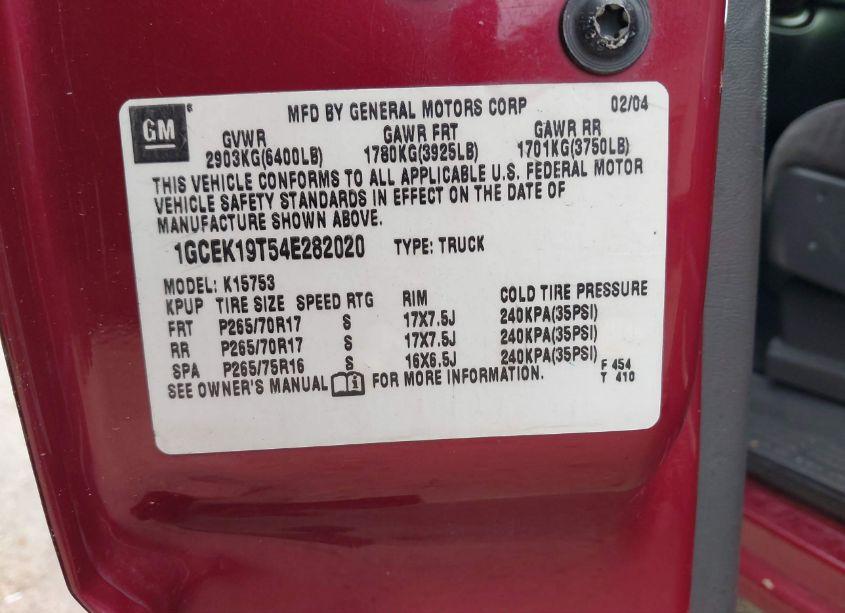 GM ® MFD BY GENERAL MOTORS CORP 02/04
GVWR GAWR FRT GAWR RR
2903KG(6400LB) 1780KG(3925LB) 1701KG(3750LB)
THIS VEHICLE CONFORMS TO ALL APPLICABLE U.S. FEDERAL MOTOR
VEHICLE SAFETY STANDARDS IN EFFECT ON THE DATE OF
MANUFACTURE SHOWN ABOVE.
1GCEK19T54E282020 TYPE: TRUCK
MODEL: K15753
KPUP TIRE SIZE SPEED RTG RIM COLD TIRE PRESSURE
FRT P265/70R17 S 17X7.5J 240KPA(35PSI)
RR P265/70R17 S 17X7.5J 240KPA(35PSI)
SPA P265/75R16 S 16X6.5J 240KPA(35PSI)
SEE OWNER'S MANUAL i FOR MORE INFORMATION. F 454
T 410